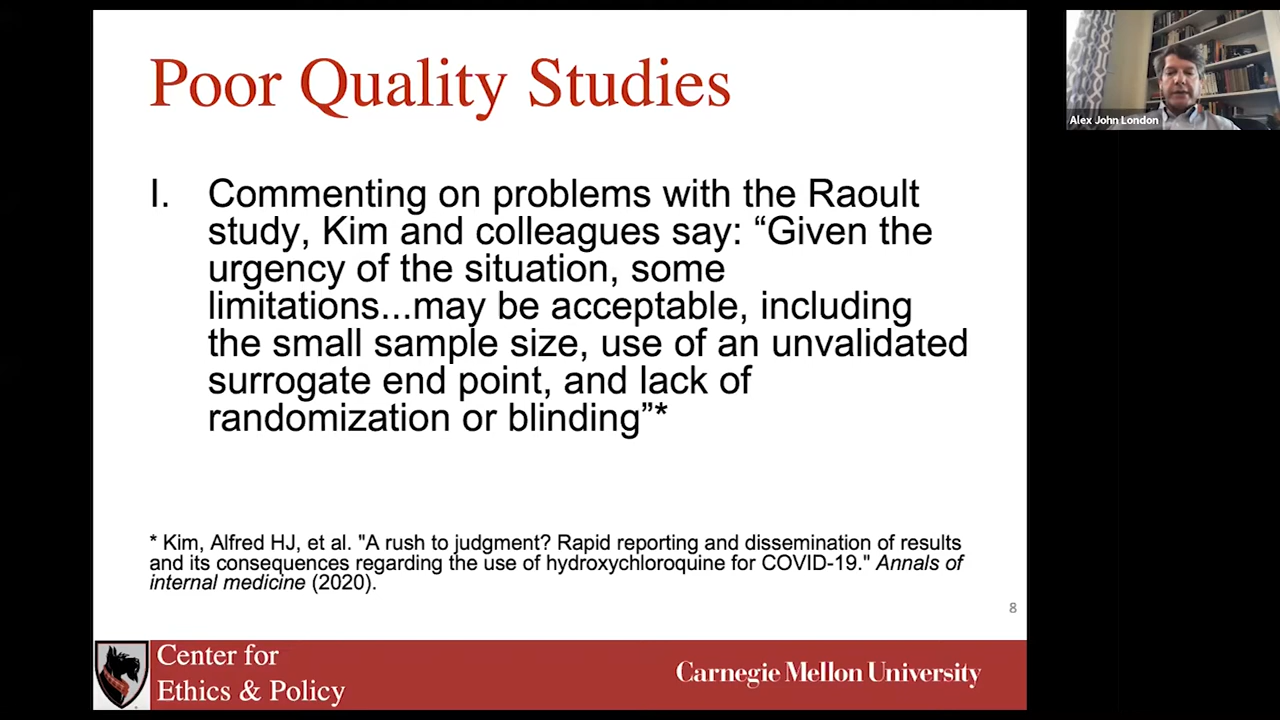 Poor Quality Studies
I. Commenting on problems with the Raoult
study, Kim and colleagues say: “Given the
urgency of the situation, some
limitations...may be acceptable, including
the small sample size, use of an unvalidated
surrogate end point, and lack of
randomization or blinding”*
* Kim, Alfred HJ, et al. "A rush to judgment? Rapid reporting and dissemination of results
and its consequences regarding the use of hydroxychloroquine for COVID-19." Annals of
internal medicine (2020).
8
Center for
Ethics & Policy
Carnegie Mellon University
Alex John London